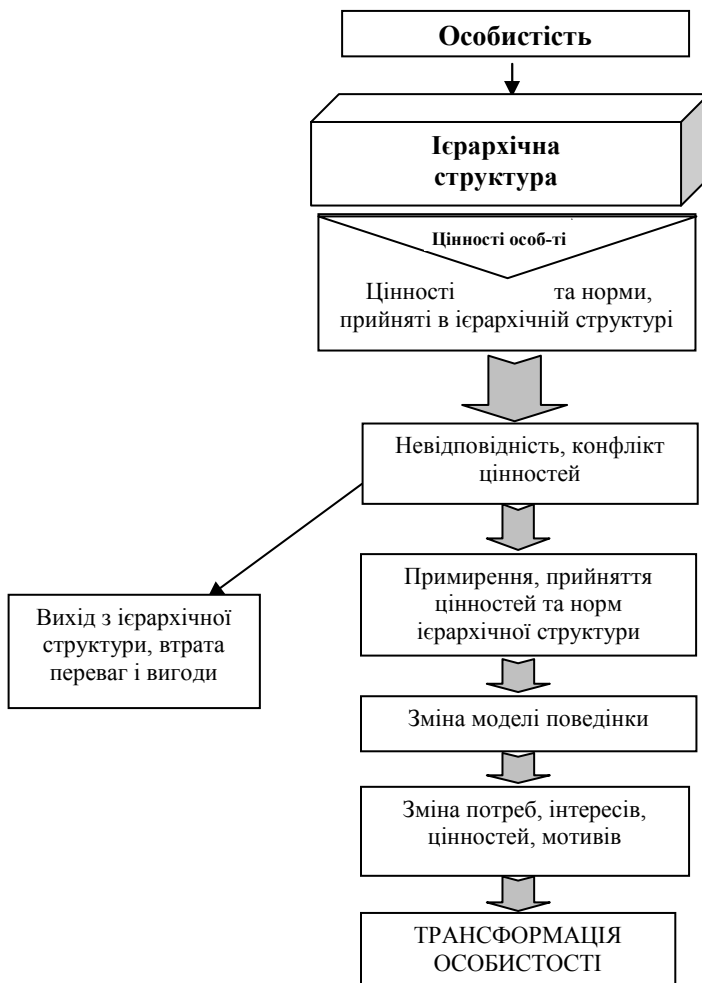 Особистість
Ієрархічна
структура
Цінності особ-ті
Цінності та норми,
прийняті в ієрархічній структурі
Невідповідність, конфлікт
цінностей
Примирення, прийняття
цінностей та норм
ієрархічної структури
Вихід з ієрархічної
структури, втрата
переваг і вигоди
Зміна моделі поведінки
Зміна потреб, інтересів,
цінностей, мотивів
ТРАНСФОРМАЦІЯ
ОСОБИСТОСТІ